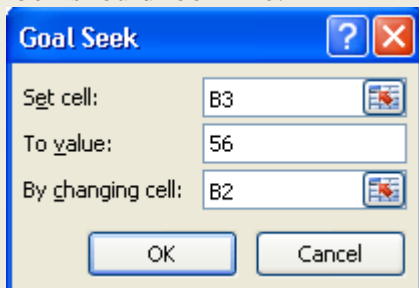 Goal Seek
Set cell: B3
To value: 56
By changing cell: B2
OK Cancel